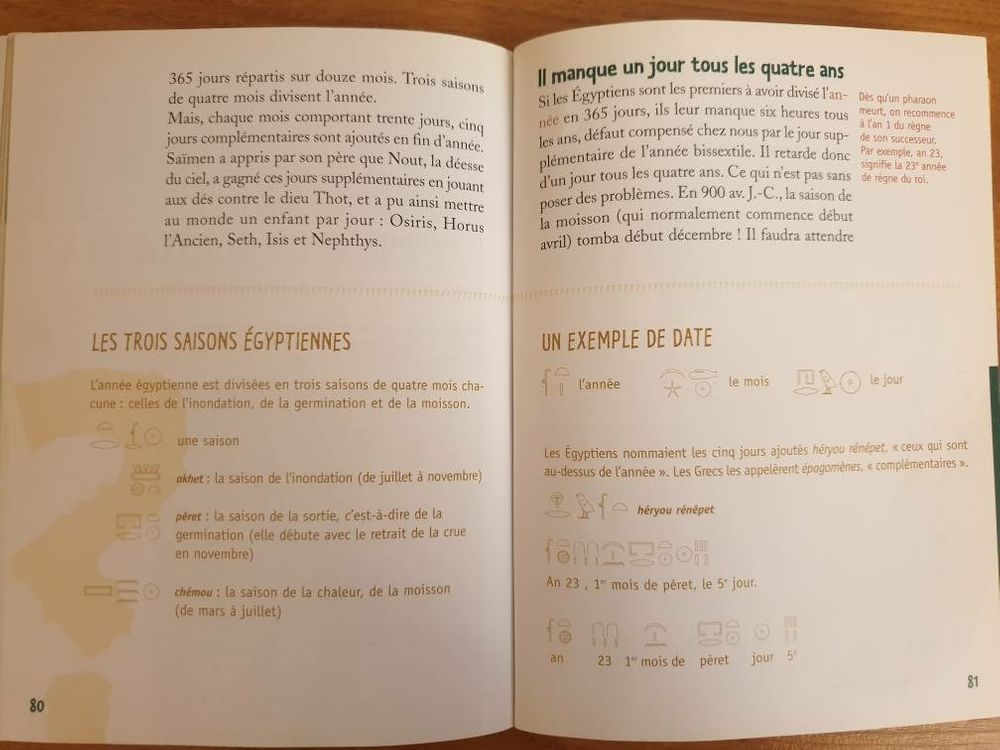 365 jours répartis sur douze mois. Trois saisons
de quatre mois divisent l'année.
Mais, chaque mois comportant trente jours, cinq
jours complémentaires sont ajoutés en fin d'année.
Saïmen a appris par son père que Nout, la déesse
du ciel, a gagné ces jours supplémentaires en jouant
aux dés contre le dieu Thot, et a pu ainsi mettre
au monde un enfant par jour : Osiris, Horus
l'Ancien, Seth, Isis et Nephthys.
LES TROIS SAISONS ÉGYPTIENNES
L'année égyptienne est divisées en trois saisons de quatre mois cha-
cune : celles de l'inondation, de la germination et de la moisson.
une saison
akhet : la saison de l'inondation (de juillet à novembre)
péret : la saison de la sortie, c'est-à-dire de la
germination (elle débute avec le retrait de la crue
en novembre)
chémou : la saison de la chaleur, de la moisson
(de mars à juillet)
80
Il manque un jour tous les quatre ans
Si les Égyptiens sont les premiers à avoir divisé l'an-
née en 365 jours, ils leur manque six heures tous
les ans, défaut compensé chez nous par le jour sup-
plémentaire de l'année bissextile. Il retarde donc
d'un jour tous les quatre ans. Ce qui n'est pas sans
poser des problèmes. En 900 av. J.-C., la saison de
la moisson (qui normalement commence début
avril) tomba début décembre ! Il faudra attendre
Dès qu'un pharaon
meurt, on recommence
à l'an 1 du règne
de son successeur.
Par exemple, an 23,
signifie la 23e année
de règne du roi.
UN EXEMPLE DE DATE
l'année
le mois
le jour
Les Égyptiens nommaient les cinq jours ajoutés héryou rénépet, « ceux qui sont
au-dessus de l'année ». Les Grecs les appelèrent épagomènes, « complémentaires ».
héryou rénépet
An 23 , 1er mois de péret, le 5e jour.
an 23 1er mois de péret jour 5e
81